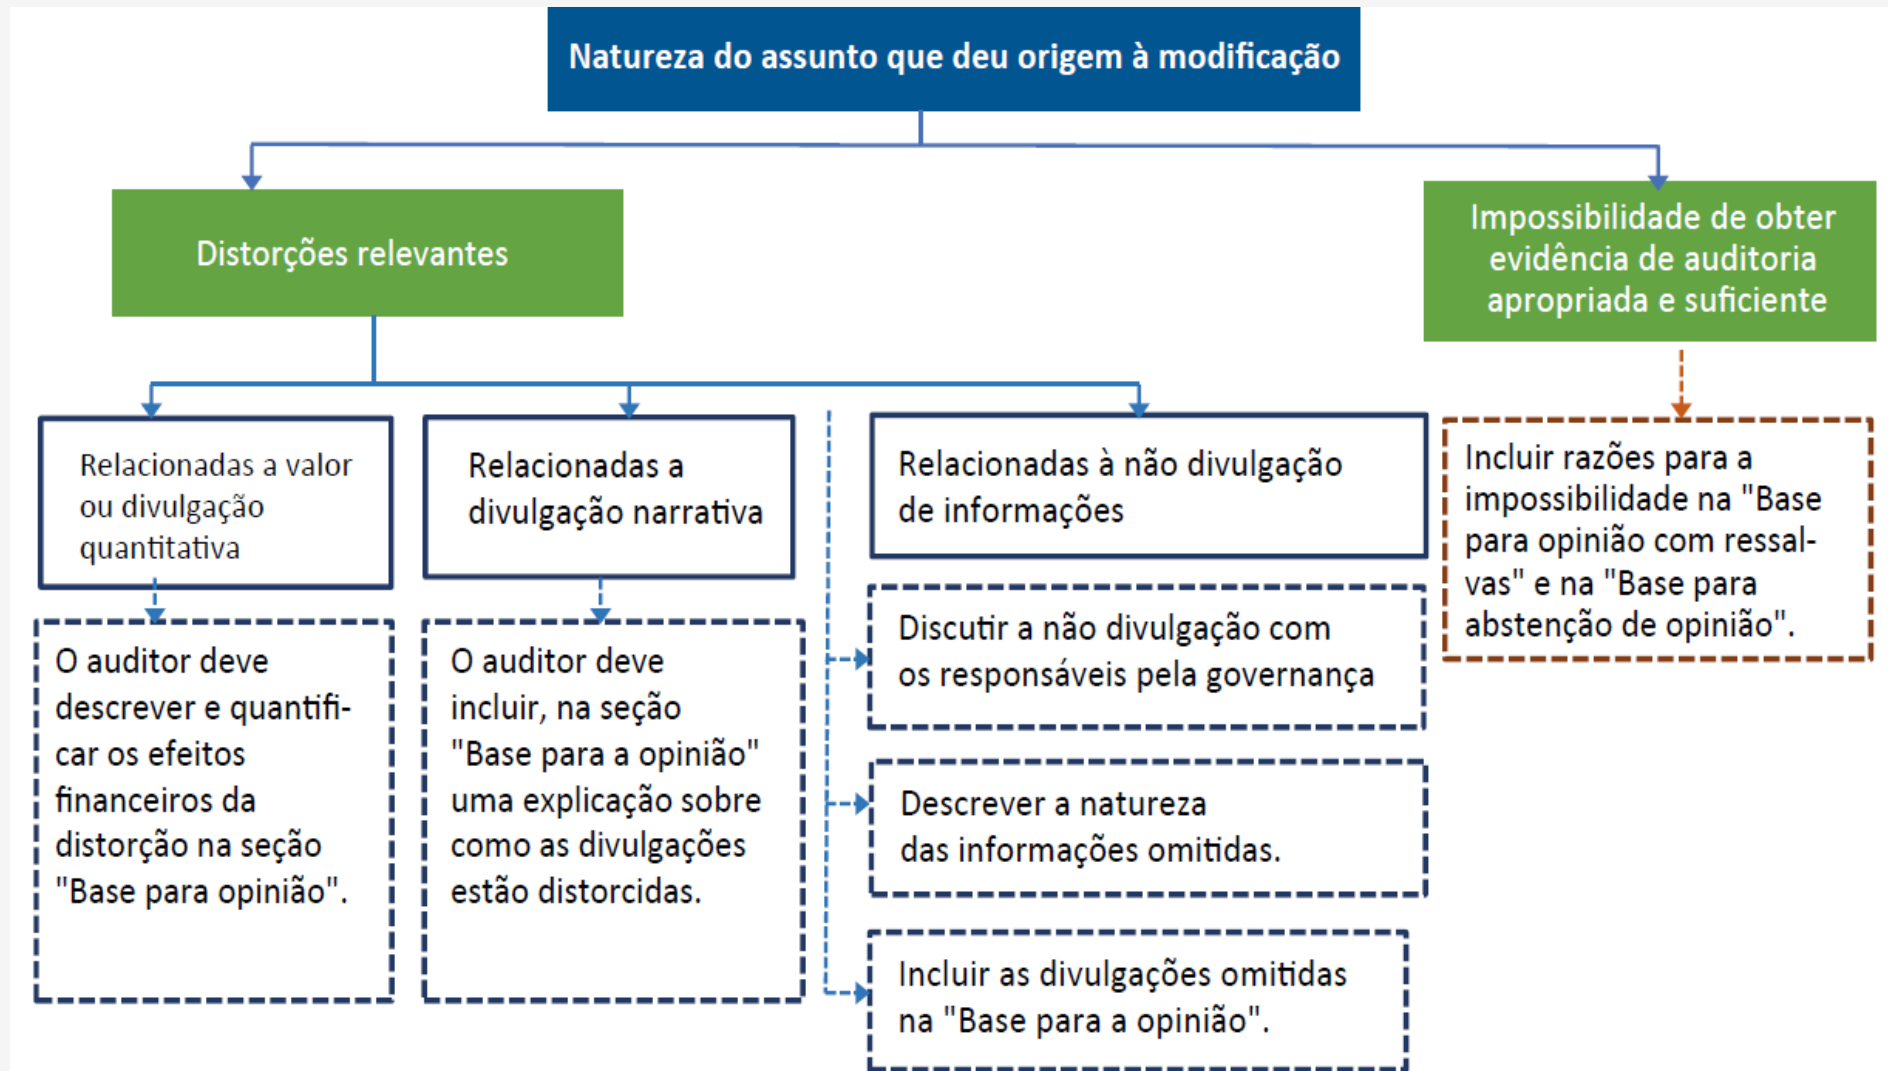 Natureza do assunto que deu origem à modificação
Distorções relevantes
Impossibilidade de obter
evidência de auditoria
apropriada e suficiente
Relacionadas a valor
ou divulgação
quantitativa
Relacionadas a
divulgação narrativa
Relacionadas à não divulgação
de informações
Incluir razões para a
impossibilidade na "Base
para opinião com ressal-
vas" e na "Base para
abstenção de opinião".
O auditor deve
descrever e quantifi-
car os efeitos
financeiros da
distorção na seção
"Base para opinião".
O auditor deve
incluir, na seção
"Base para a opinião"
uma explicação sobre
como as divulgações
estão distorcidas.
Discutir a não divulgação com
os responsáveis pela governança
Descrever a natureza
das informações omitidas.
Incluir as divulgações omitidas
na "Base para a opinião".